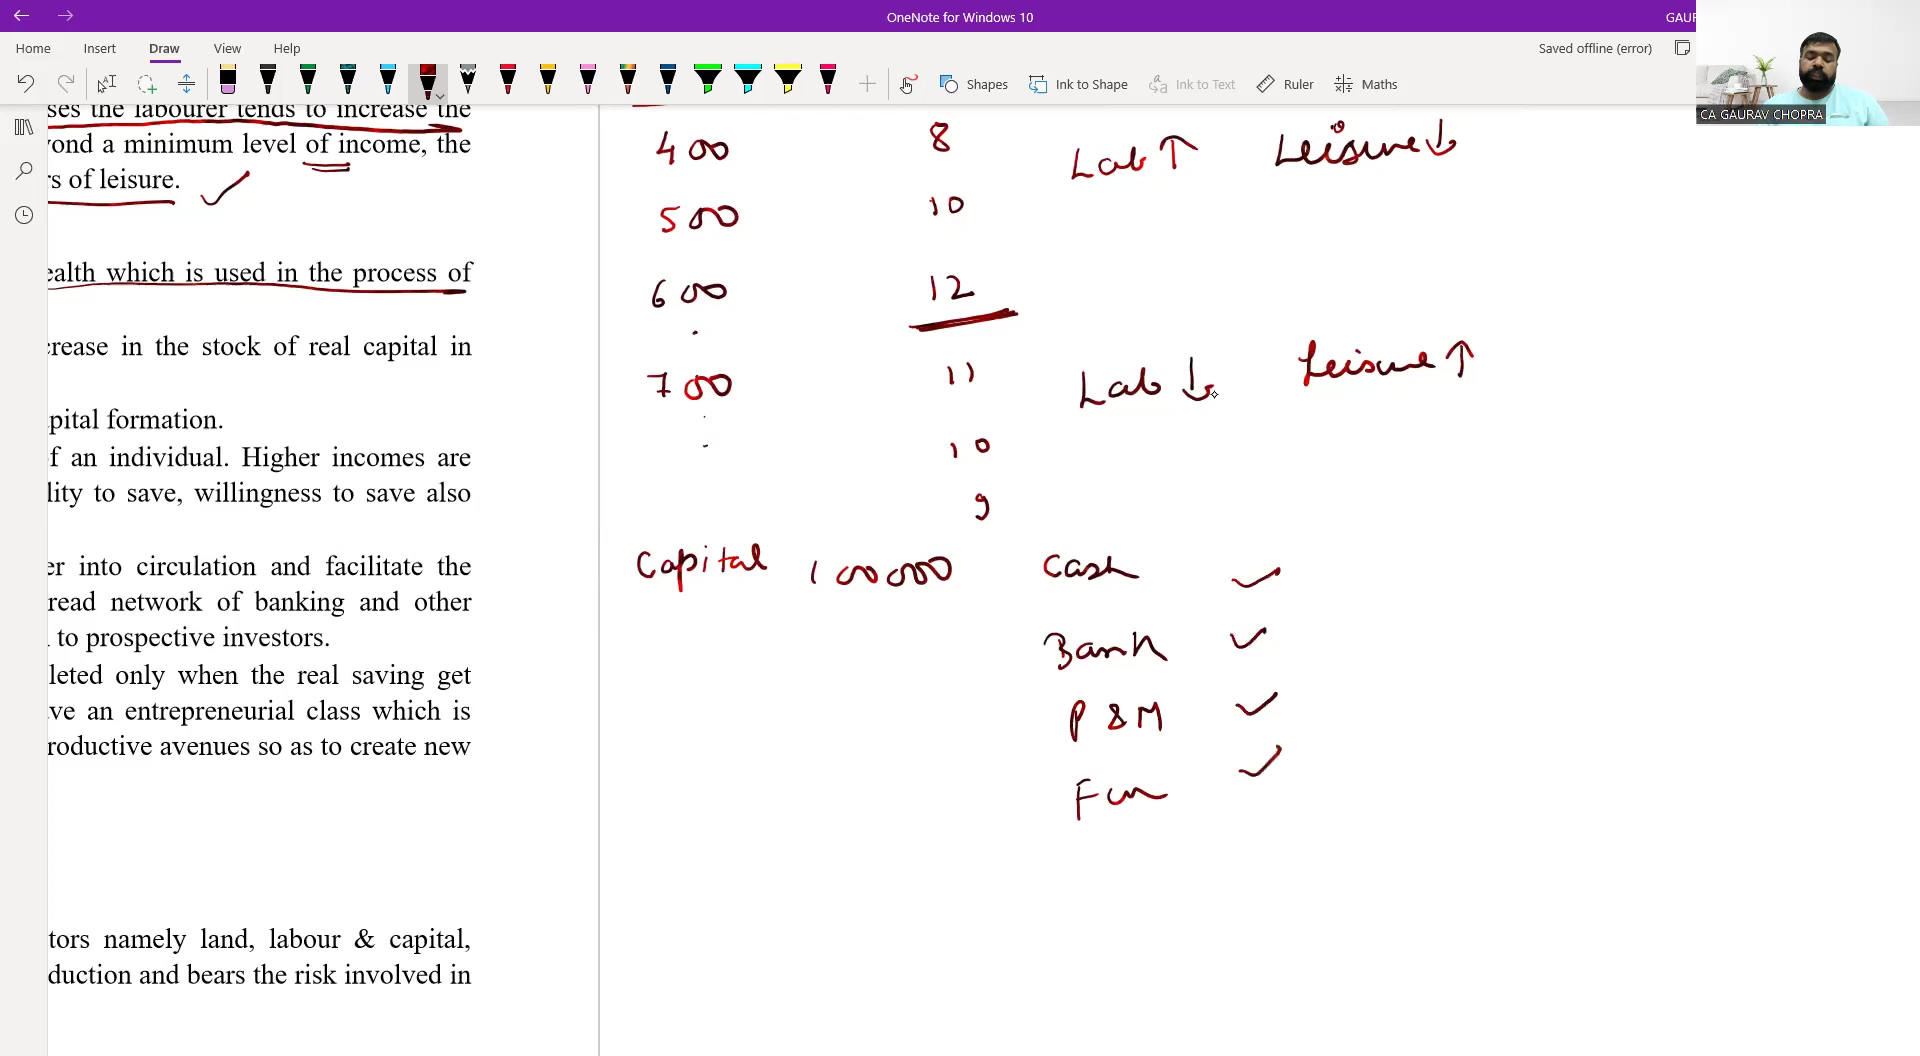 OneNote for Windows 10
GAUR
Home Insert Draw View Help
Saved offline (error)
Shapes Ink to Shape Ink to Text Ruler Maths
CA GAURAV CHOPRA
ses the labourer tends to increase the
yond a minimum level of income, the
rs of leisure.
ealth which is used in the process of
crease in the stock of real capital in
pital formation.
f an individual. Higher incomes are
lity to save, willingness to save also
er into circulation and facilitate the
read network of banking and other
to prospective investors.
leted only when the real saving get
ve an entrepreneurial class which is
roductive avenues so as to create new
tors namely land, labour & capital,
duction and bears the risk involved in
400 8 Lab ↑ Leisure ↓
500 10
600 12
700 11 Lab ↓ Leisure ↑
10
9
Capital 100000 Cash ✓
Bank ✓
P & M ✓
Fur ✓